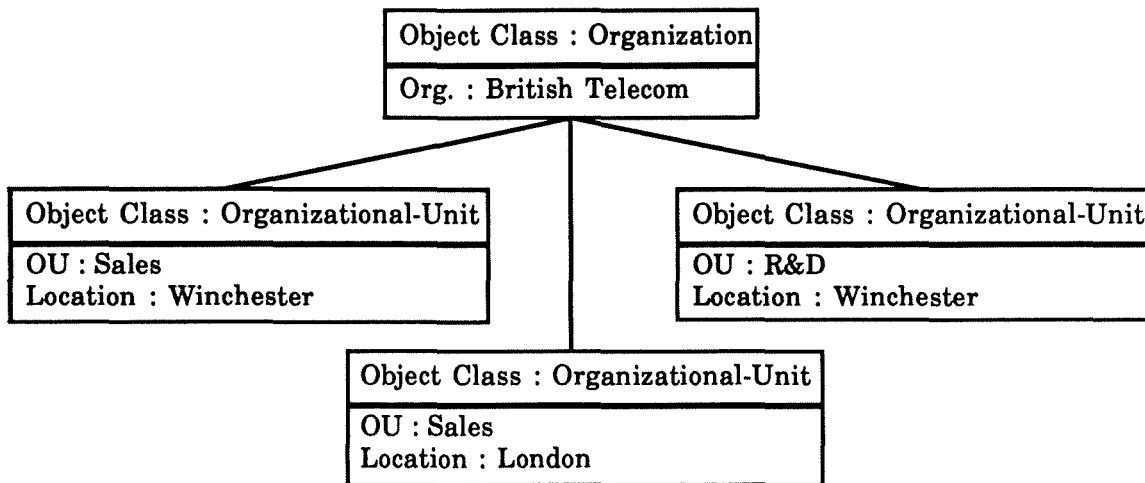 Object Class : Organization
Org. : British Telecom
Object Class : Organizational-Unit
OU : Sales
Location : Winchester
Object Class : Organizational-Unit
OU : R&D
Location : Winchester
Object Class : Organizational-Unit
OU : Sales
Location : London